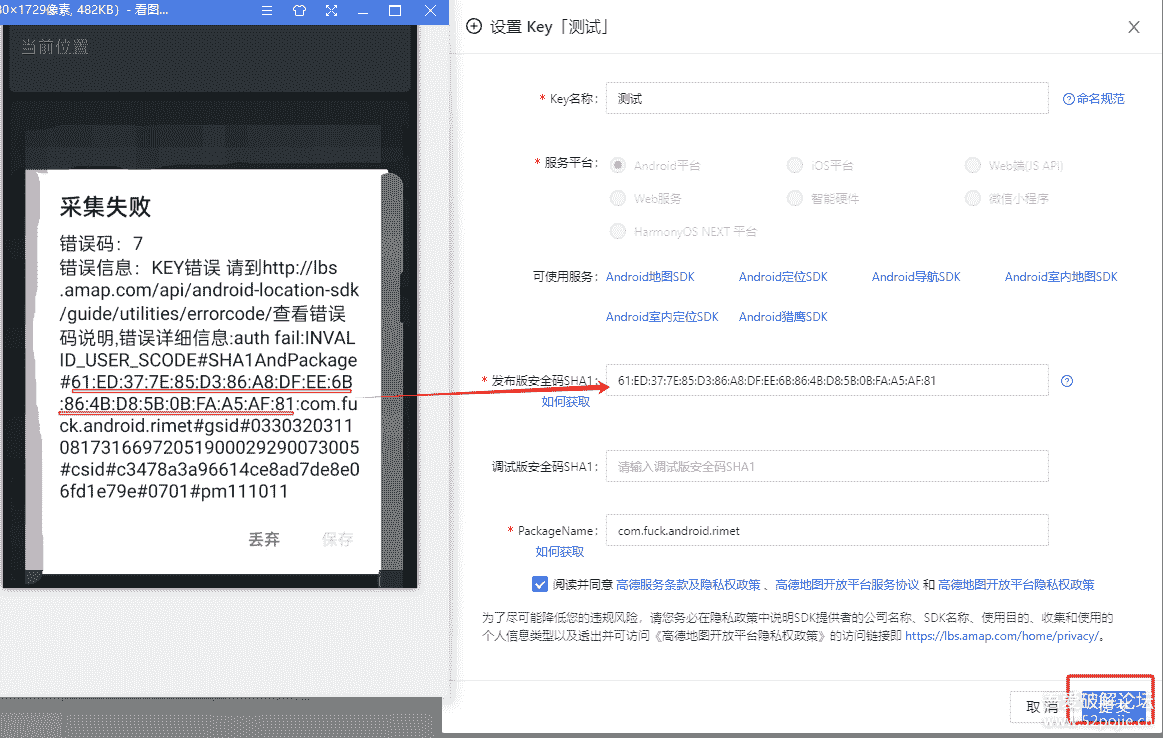 80×1729像素, 482KB）- 看图...
当前位置
采集失败
错误码：7
错误信息：KEY错误 请到http://lbs
.amap.com/api/android-location-sdk
/guide/utilities/errorcode/查看错误
码说明,错误详细信息:auth fail:INVAL
ID_USER_SCODE#SHA1AndPackage
#61:ED:37:7E:85:D3:86:A8:DF:EE:6B
:86:4B:D8:5B:0B:FA:A5:AF:81:com.fu
ck.android.rimet#gsid#0330320311
08173166972051900029290073005
#csid#c3478a3a96614ce8ad7de8e0
6fd1e79e#0701#pm111011
丢弃 保存
设置 Key「测试」
* Key名称： 测试 命名规范
* 服务平台： Android平台 iOS平台 Web端(JS API)
Web服务 智能硬件 微信小程序
HarmonyOS NEXT 平台
可使用服务： Android地图SDK Android定位SDK Android导航SDK Android室内地图SDK
Android室内定位SDK Android猎鹰SDK
* 发布版安全码SHA1： 61:ED:37:7E:85:D3:86:A8:DF:EE:6B:86:4B:D8:5B:0B:FA:A5:AF:81
如何获取
调试版安全码SHA1： 请输入调试版安全码SHA1
* PackageName： com.fuck.android.rimet
如何获取
阅读并同意 高德服务条款及隐私权政策 、高德地图开放平台服务协议 和 高德地图开放平台隐私权政策
为了尽可能降低您的违规风险，请您务必在隐私政策中说明SDK提供者的公司名称、SDK名称、使用目的、收集和使用的
个人信息类型以及透出并可访问《高德地图开放平台隐私权政策》的访问链接即 https://lbs.amap.com/home/privacy/。
取 消 提交
破解论坛
www.52pojie.c